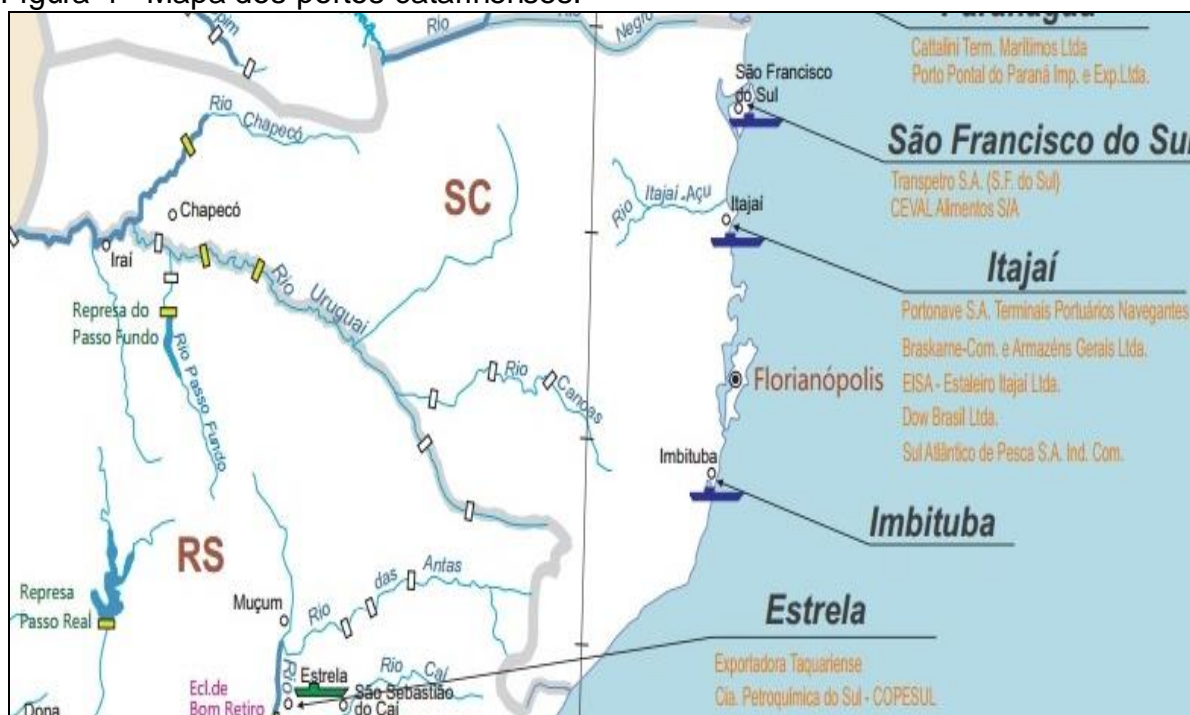 Figura 4 - Mapa dos portos catarinenses.
Rio
Negro
Rio
Paranaguá
Cattalini Term. Marítimos Ltda
Porto Pontal do Paraná Imp. e Exp.Ltda.
São Francisco
do Sul
Rio
Chapecó
São Francisco do Sul
Transpetro S.A. (S.F. do Sul)
CEVAL Alimentos S/A
SC
Rio Itajaí-Açu
Itajaí
Chapecó
Iraí
Itajaí
Rio Uruguai
Represa do
Passo Fundo
Rio Passo Fundo
Portonave S.A. Terminais Portuários Navegantes
Braskarne-Com. e Armazéns Gerais Ltda.
EISA - Estaleiro Itajaí Ltda.
Dow Brasil Ltda.
Sul Atlântico de Pesca S.A. Ind. Com.
Rio Canoas
Florianópolis
Imbituba
Imbituba
RS
Rio das Antas
Represa
Passo Real
Muçum
Estrela
Exportadora Taquariense
Cia. Petroquímica do Sul - COPESUL
Rio
Estrela
Rio Caí
São Sebastião
do Caí
Ecl.de
Bom Retiro
Dona